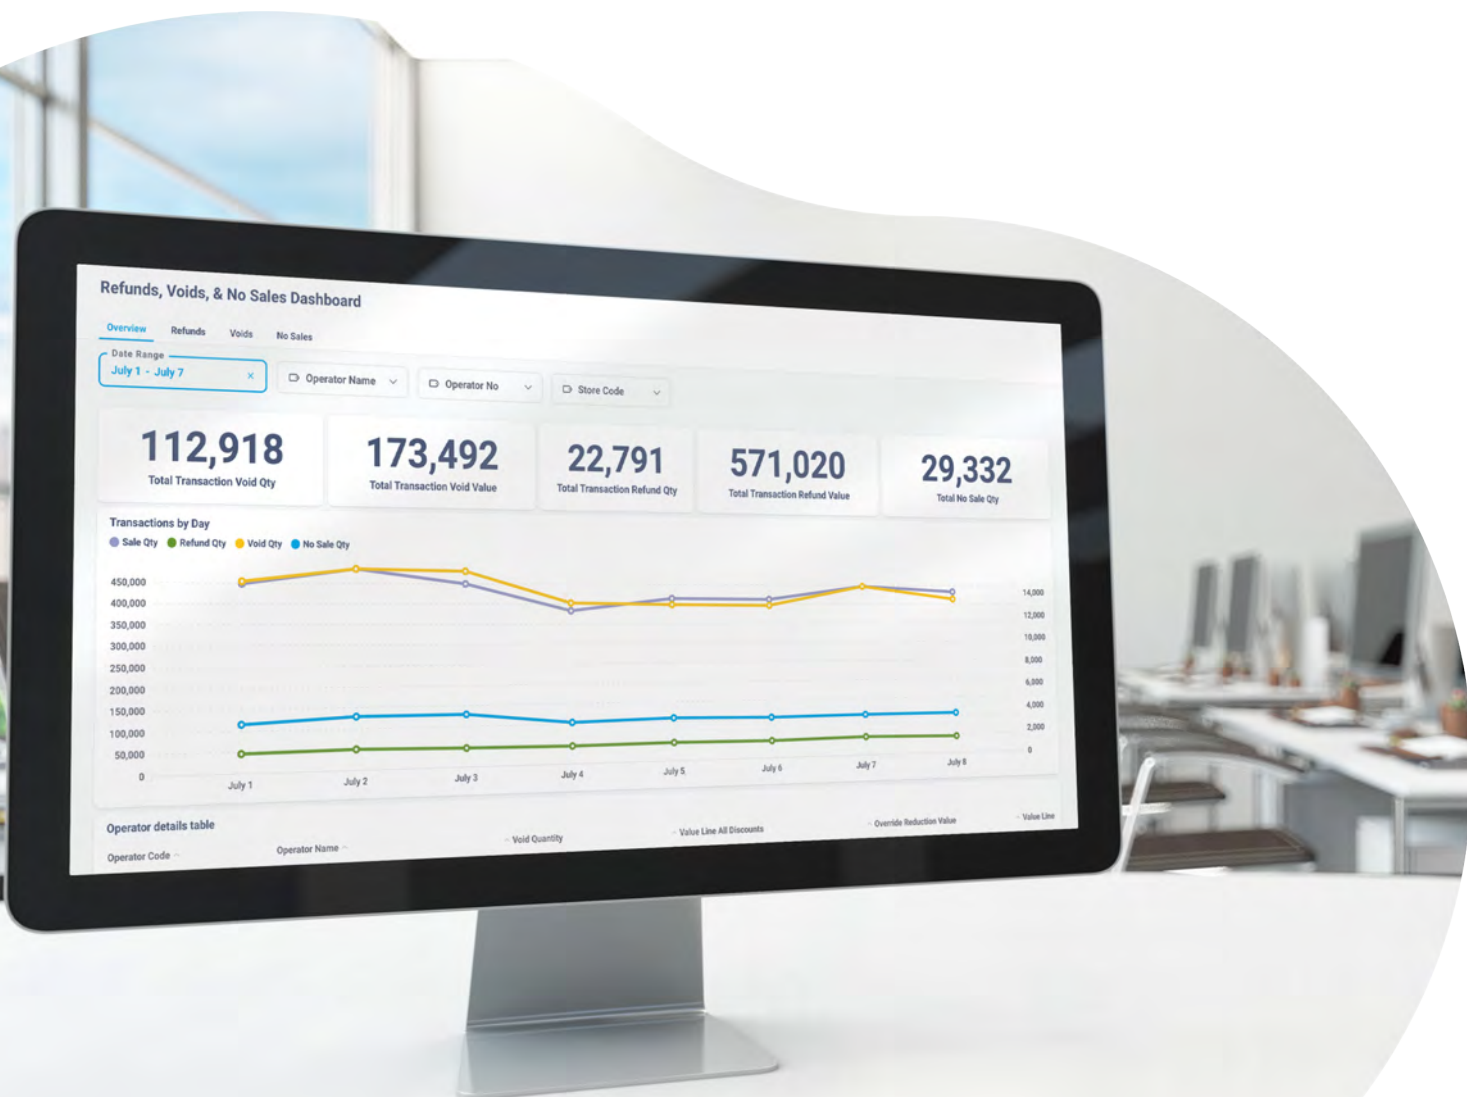 Refunds, Voids, & No Sales Dashboard
Overview Refunds Voids No Sales
Date Range
July 1 - July 7 × Operator Name Operator No Store Code
112,918 173,492 22,791 571,020 29,332
Total Transaction Void Qty Total Transaction Void Value Total Transaction Refund Qty Total Transaction Refund Value Total No Sale Qty
Transactions by Day
Sale Qty Refund Qty Void Qty No Sale Qty
450,000 14,000
400,000 12,000
350,000 10,000
300,000 8,000
250,000 6,000
200,000 4,000
150,000 2,000
100,000 0
50,000
0
July 1 July 2 July 3 July 4 July 5 July 6 July 7 July 8
Operator details table
Operator Code Operator Name Void Quantity Value Line All Discounts Override Reduction Value Value Line